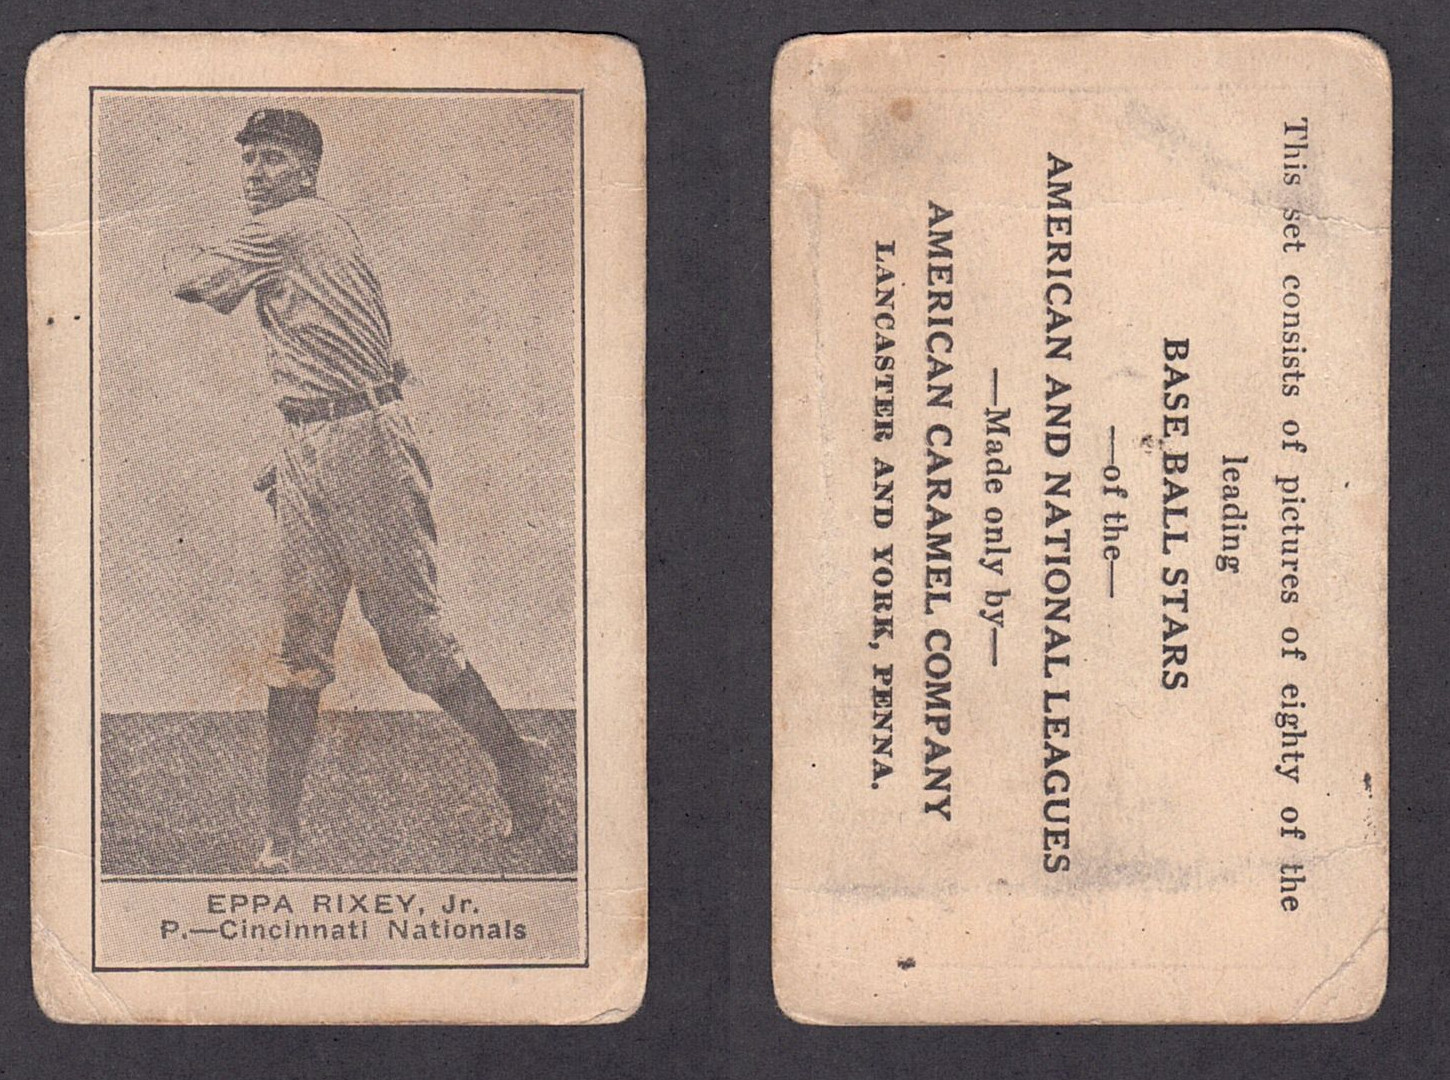 EPPA RIXEY, Jr.
P.—Cincinnati Nationals
This set consists of pictures of eighty of the
leading
BASE BALL STARS
—of the—
AMERICAN AND NATIONAL LEAGUES
—Made only by—
AMERICAN CARAMEL COMPANY
LANCASTER AND YORK, PENNA.